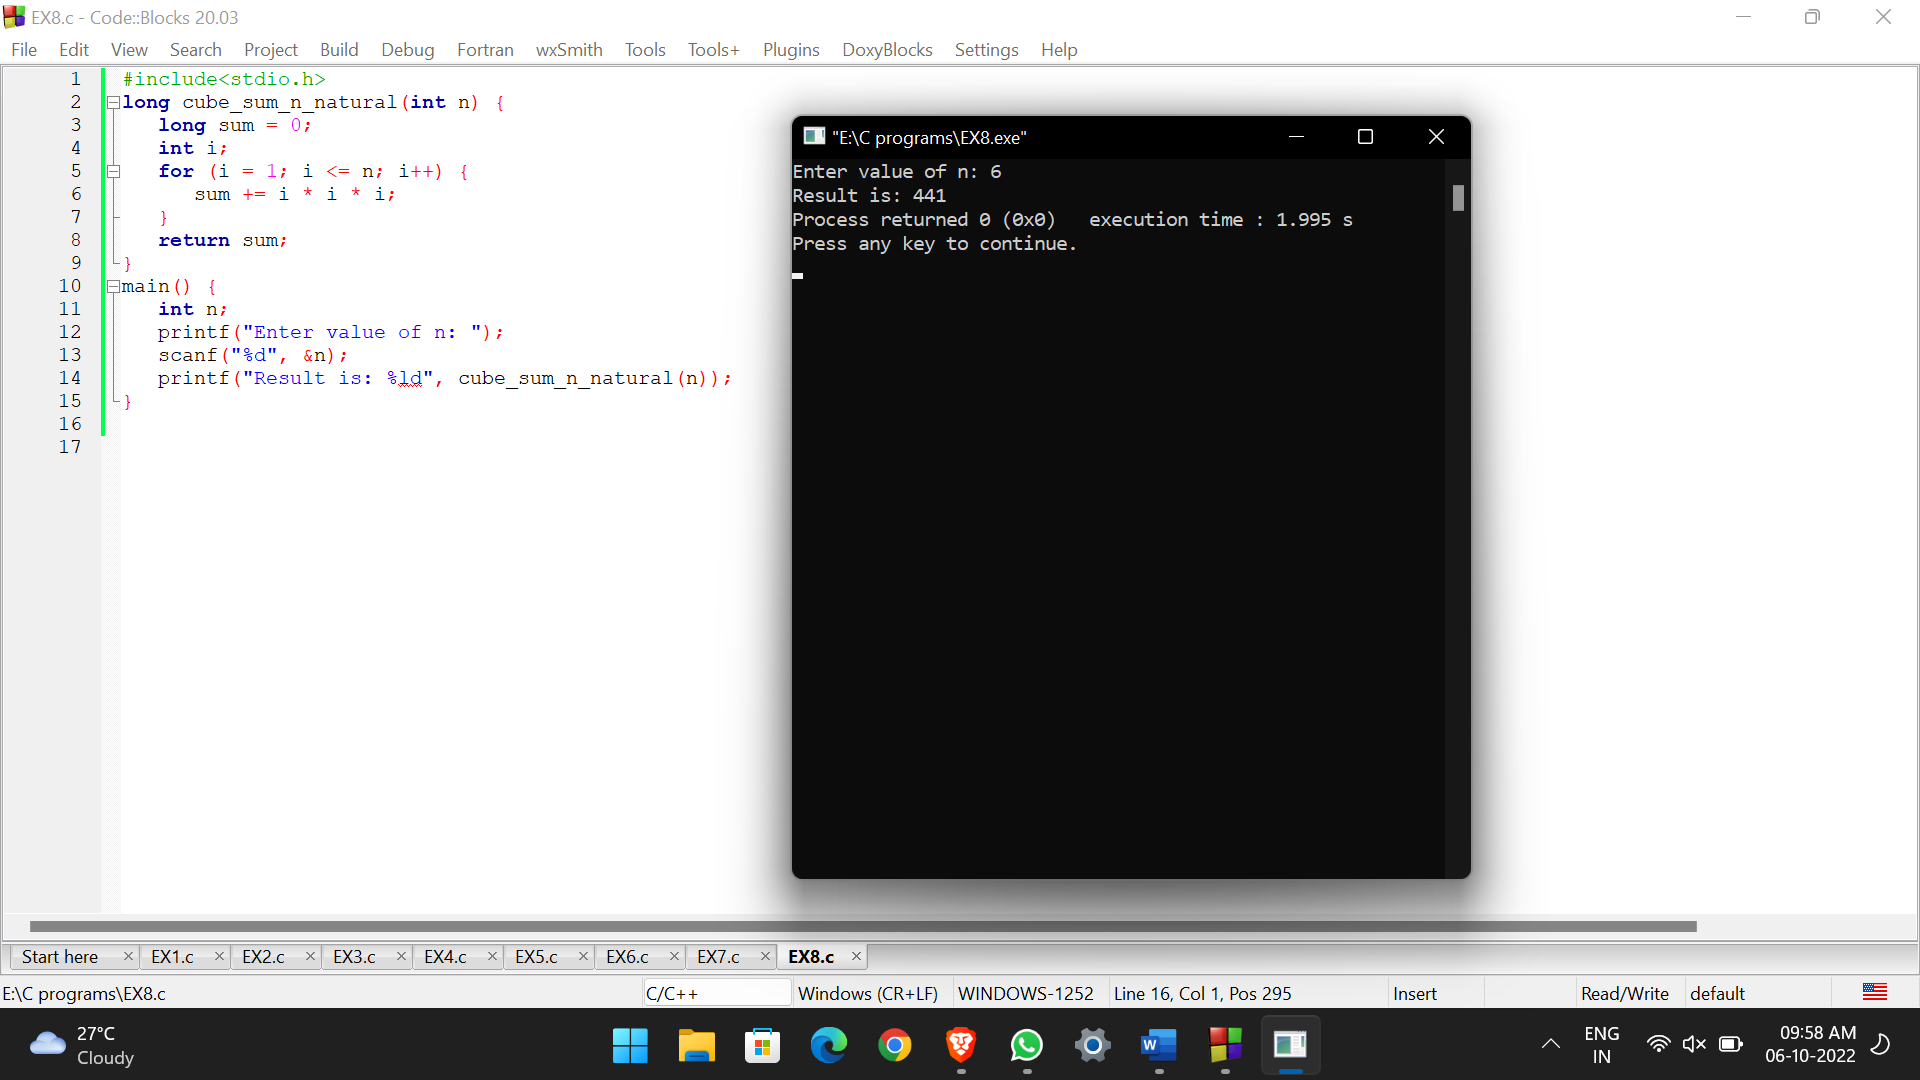 EX8.c - Code::Blocks 20.03
File Edit View Search Project Build Debug Fortran wxSmith Tools Tools+ Plugins DoxyBlocks Settings Help
1 #include<stdio.h>
2 long cube_sum_n_natural(int n) {
3 long sum = 0;
4 int i;
5 for (i = 1; i <= n; i++) {
6 sum += i * i * i;
7 }
8 return sum;
9 }
10 main() {
11 int n;
12 printf("Enter value of n: ");
13 scanf("%d", &n);
14 printf("Result is: %ld", cube_sum_n_natural(n));
15 }
16
17
"E:\C programs\EX8.exe"
Enter value of n: 6
Result is: 441
Process returned 0 (0x0)   execution time : 1.995 s
Press any key to continue.
Start here EX1.c EX2.c EX3.c EX4.c EX5.c EX6.c EX7.c EX8.c
E:\C programs\EX8.c C/C++ Windows (CR+LF) WINDOWS-1252 Line 16, Col 1, Pos 295 Insert Read/Write default
27°C
Cloudy
W
ENG
IN
09:58 AM
06-10-2022